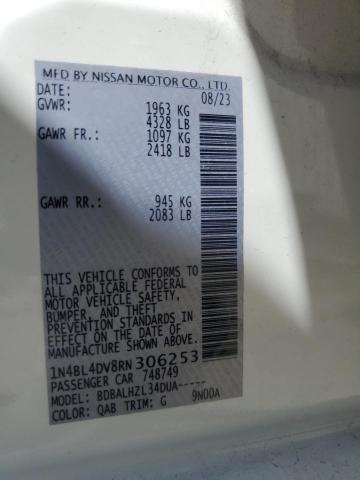 MFD BY NISSAN MOTOR CO., LTD.
DATE: 08/23
GVWR: 1963 KG
4328 LB
GAWR FR.: 1097 KG
2418 LB
GAWR RR.: 945 KG
2083 LB
THIS VEHICLE CONFORMS TO
ALL APPLICABLE FEDERAL
MOTOR VEHICLE SAFETY,
BUMPER, AND THEFT
PREVENTION STANDARDS IN
EFFECT ON THE DATE OF
MANUFACTURE SHOWN ABOVE.
1N4BL4DV8RN306253
PASSENGER CAR 748749
MODEL: BDBALHZL34DUA-----
COLOR: QAB TRIM: G 9N00A